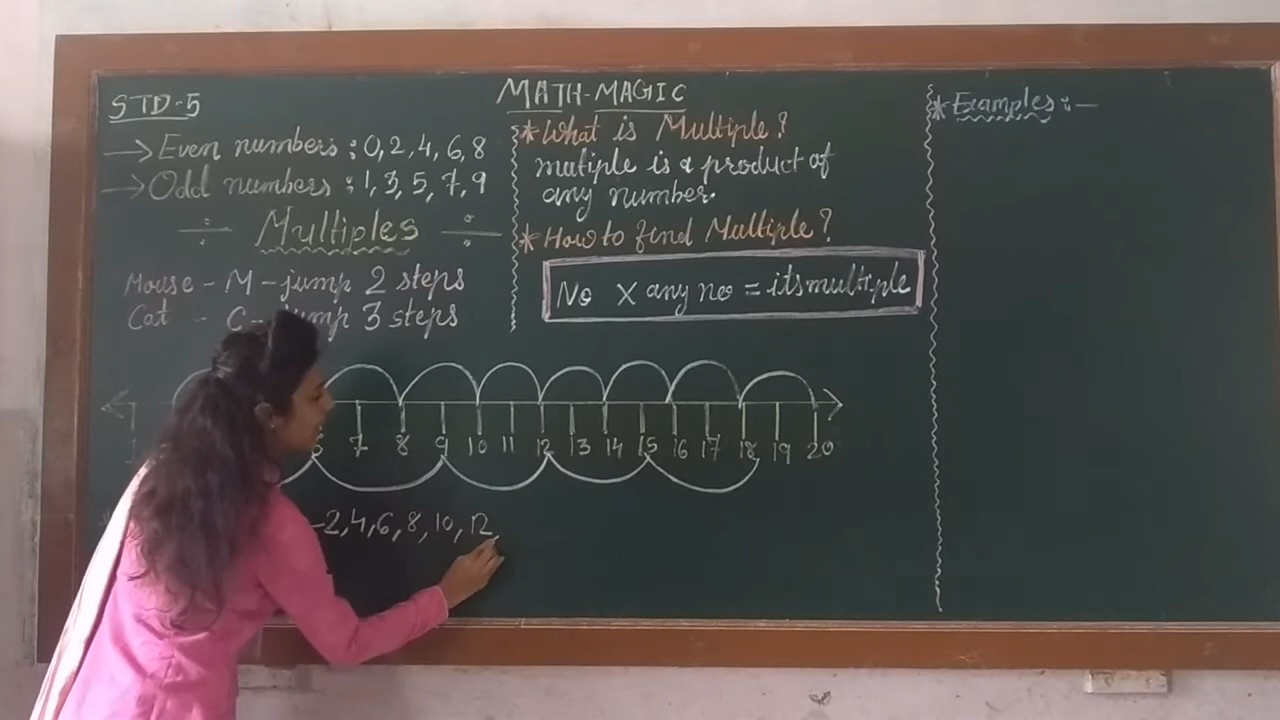 STD-5
→ Even numbers : 0, 2, 4, 6, 8
→ Odd numbers : 1, 3, 5, 7, 9
÷ Multiples ÷
Mouse - M - jump 2 steps
Cat - C - jump 3 steps
MATH-MAGIC
* What is Multiple?
mutiple is a product of
any number.
* How to find Multiple?
No X any no = its multiple
* Examples :-
6 7 8 9 10 11 12 13 14 15 16 17 18 19 20
-2, 4, 6, 8, 10, 12,